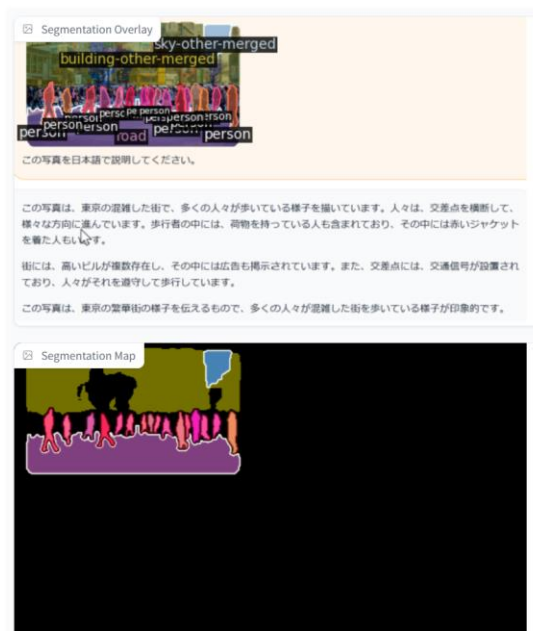 Segmentation Overlay
sky-other-merged
building-other-merged
person
person
person
person
person
person
person
road
person
person
この写真を日本語で説明してください。
この写真は、東京の混雑した街で、多くの人々が歩いている様子を描いています。人々は、交差点を横断して、
様々な方向に進んでいます。歩行者の中には、荷物を持っている人も含まれており、その中には赤いジャケット
を着た人もいます。
街には、高いビルが複数存在し、その中には広告も掲示されています。また、交差点には、交通信号が設置され
ており、人々がそれを遵守して歩行しています。
この写真は、東京の繁華街の様子を伝えるもので、多くの人々が混雑した街を歩いている様子が印象的です。
Segmentation Map